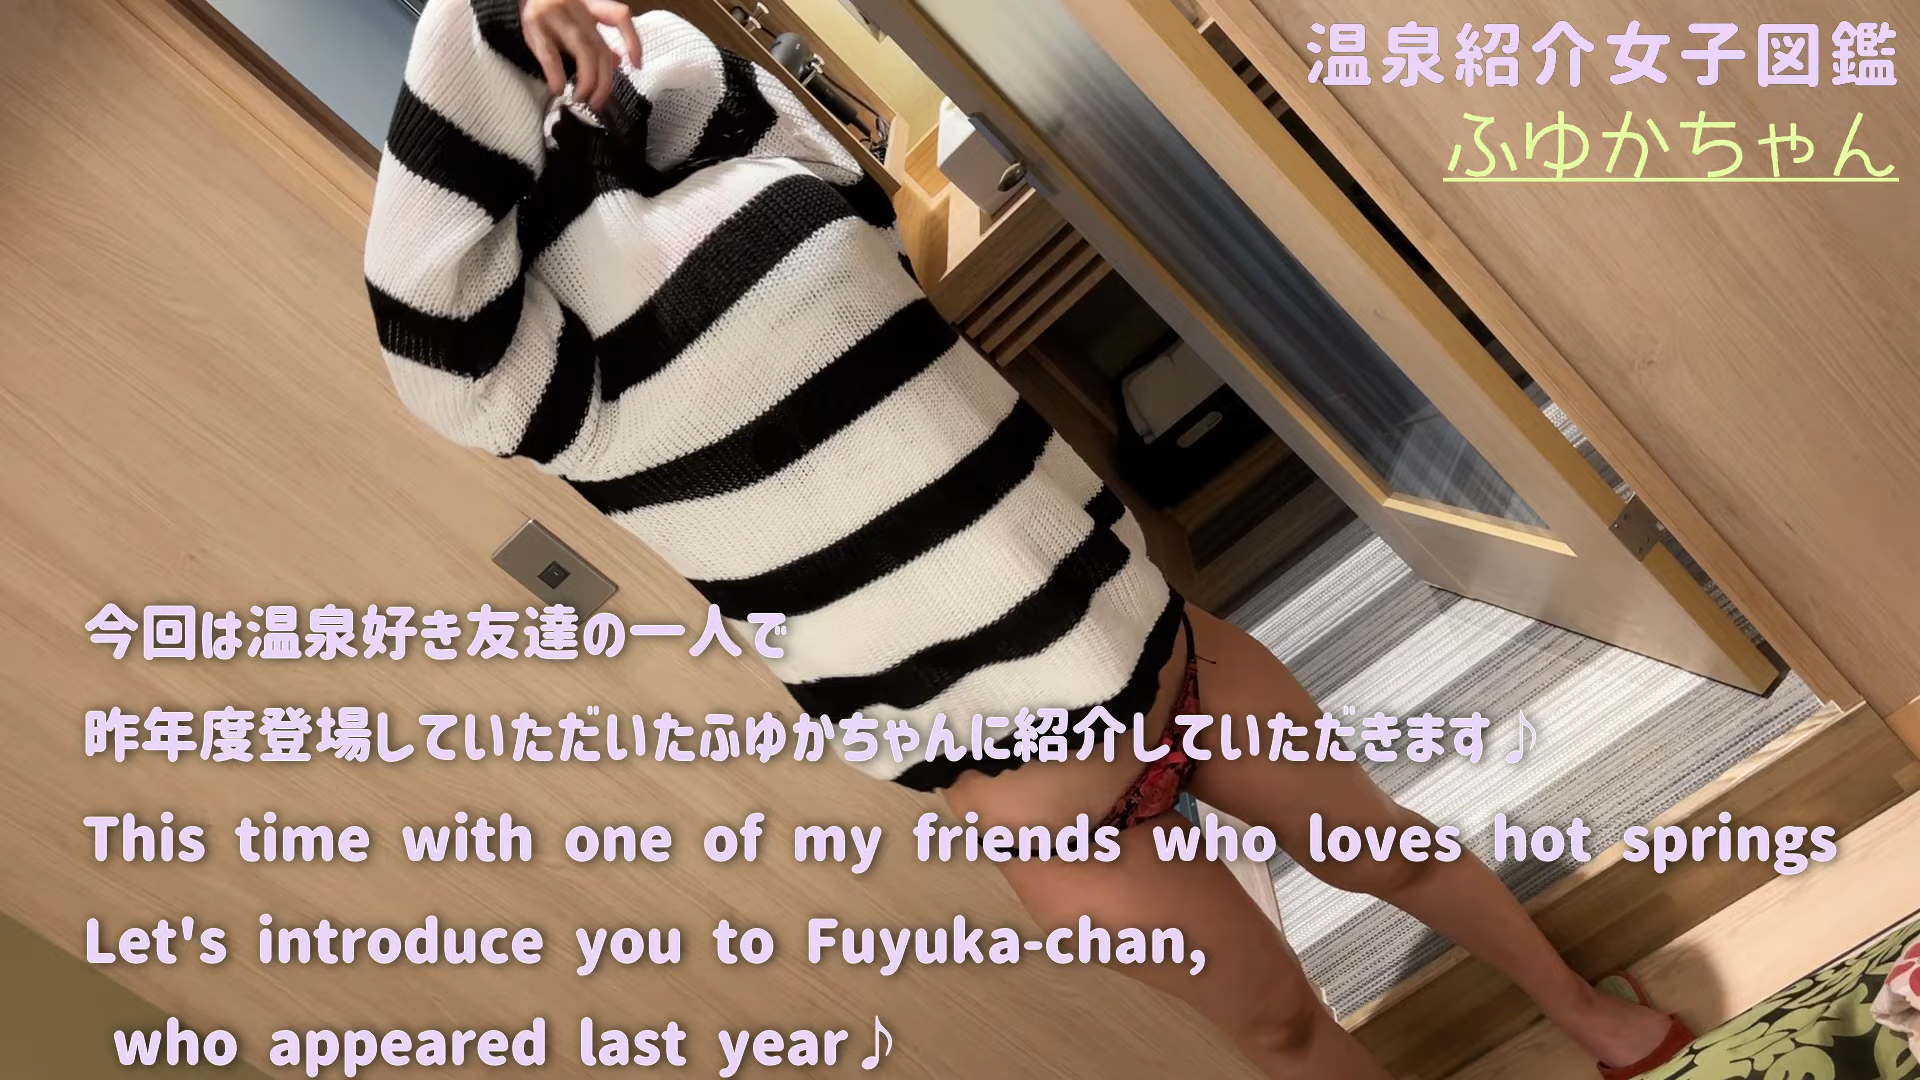 温泉紹介女子図鑑
ふゆかちゃん
今回は温泉好き友達の一人で
昨年度登場していただいたふゆかちゃんに紹介していただきます♪
This time with one of my friends who loves hot springs
Let's introduce you to Fuyuka-chan,
who appeared last year♪